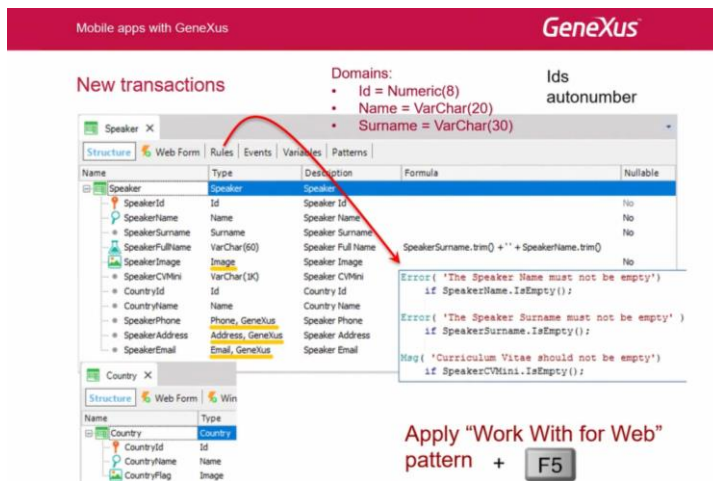 Mobile apps with GeneXus
GeneXus
New transactions
Domains:
• Id = Numeric(8)
• Name = VarChar(20)
• Surname = VarChar(30)
Ids
autonumber
Speaker X
Structure Web Form Rules Events Variables Patterns
Name Type Description Formula Nullable
Speaker Speaker Speaker
SpeakerId Id Speaker Id No
SpeakerName Name Speaker Name No
SpeakerSurname Surname Speaker Surname No
SpeakerFullName VarChar(60) Speaker Full Name SpeakerSurname.trim() + ' ' + SpeakerName.trim()
SpeakerImage Image Speaker Image No
SpeakerCVMini VarChar(1K) Speaker CVMini
CountryId Id Country Id
CountryName Name Country Name
SpeakerPhone Phone, GeneXus Speaker Phone
SpeakerAddress Address, GeneXus Speaker Address
SpeakerEmail Email, GeneXus Speaker Email
Error( 'The Speaker Name must not be empty')
if SpeakerName.IsEmpty();
Error( 'The Speaker Surname must not be empty' )
if SpeakerSurname.IsEmpty();
Msg( 'Curriculum Vitae should not be empty')
if SpeakerCVMini.IsEmpty();
Country X
Structure Web Form Win
Name Type
Country Country
CountryId Id
CountryName Name
CountryFlag Image
Apply “Work With for Web”
pattern + F5